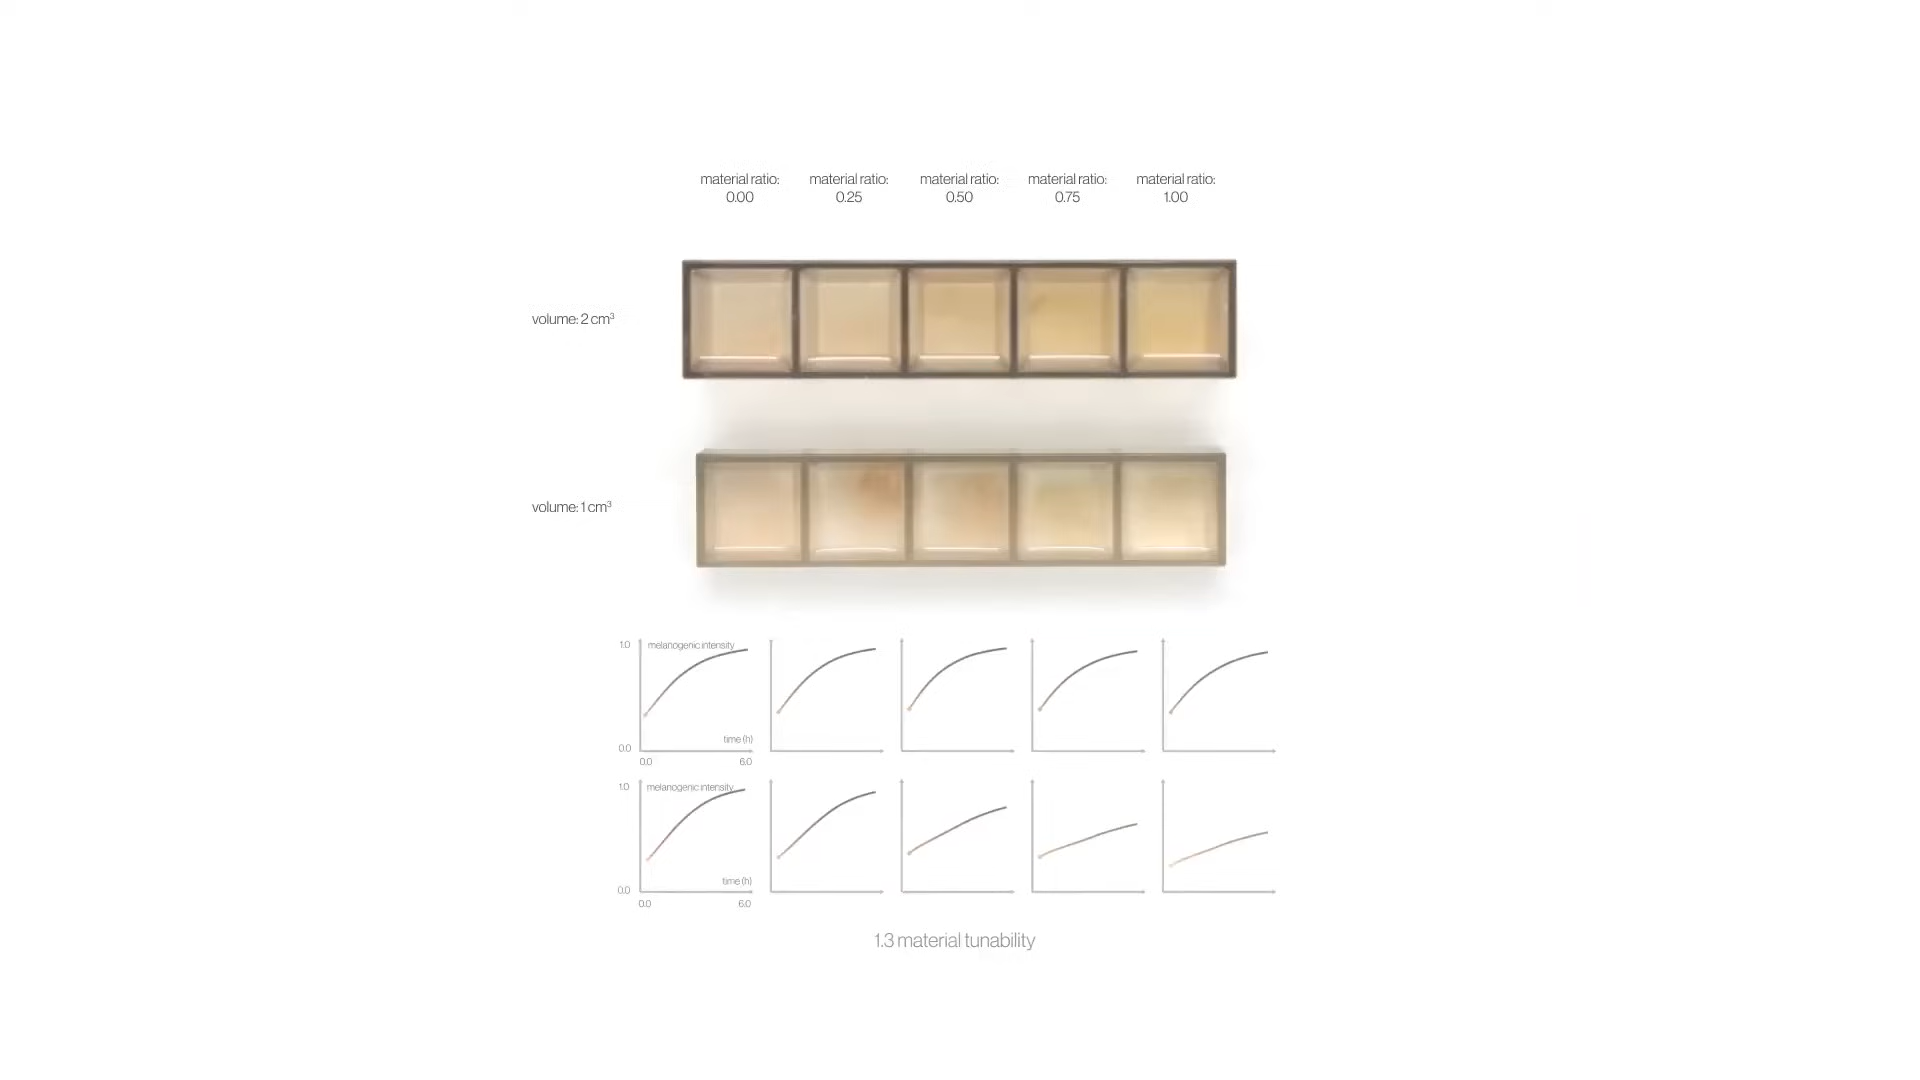 material ratio: material ratio: material ratio: material ratio: material ratio:
0.00 0.25 0.50 0.75 1.00
volume: 2 cm³
volume: 1 cm³
1.0 melanogenic intensity
time (h)
0.0
0.0 6.0
1.0 melanogenic intensity
time (h)
0.0
0.0 6.0
1.3 material tunability